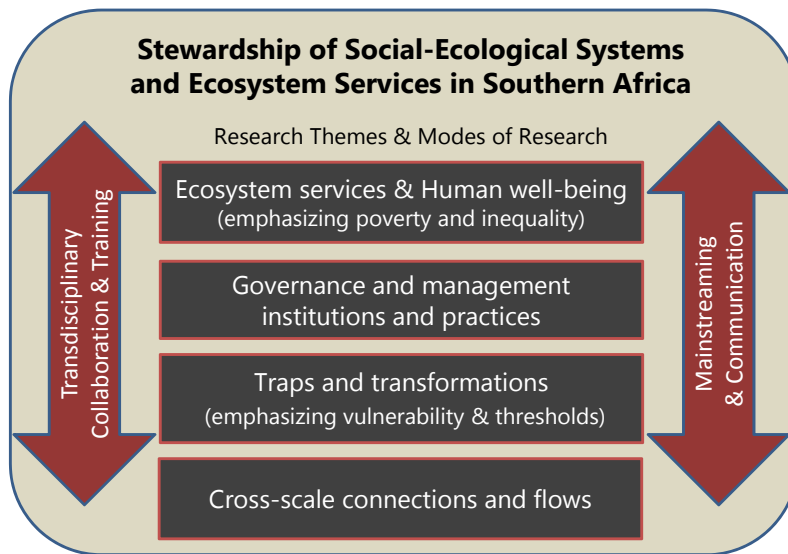 Stewardship of Social-Ecological Systems
and Ecosystem Services in Southern Africa
Research Themes & Modes of Research
Transdisciplinary
Collaboration & Training
Ecosystem services & Human well-being
(emphasizing poverty and inequality)
Governance and management
institutions and practices
Traps and transformations
(emphasizing vulnerability & thresholds)
Cross-scale connections and flows
Mainstreaming
& Communication